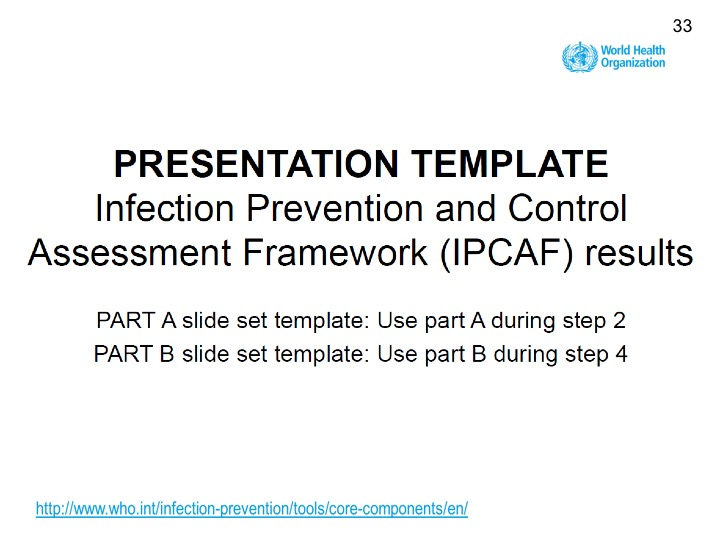 33
World Health
Organization
PRESENTATION TEMPLATE
Infection Prevention and Control
Assessment Framework (IPCAF) results
PART A slide set template: Use part A during step 2
PART B slide set template: Use part B during step 4
http://www.who.int/infection-prevention/tools/core-components/en/